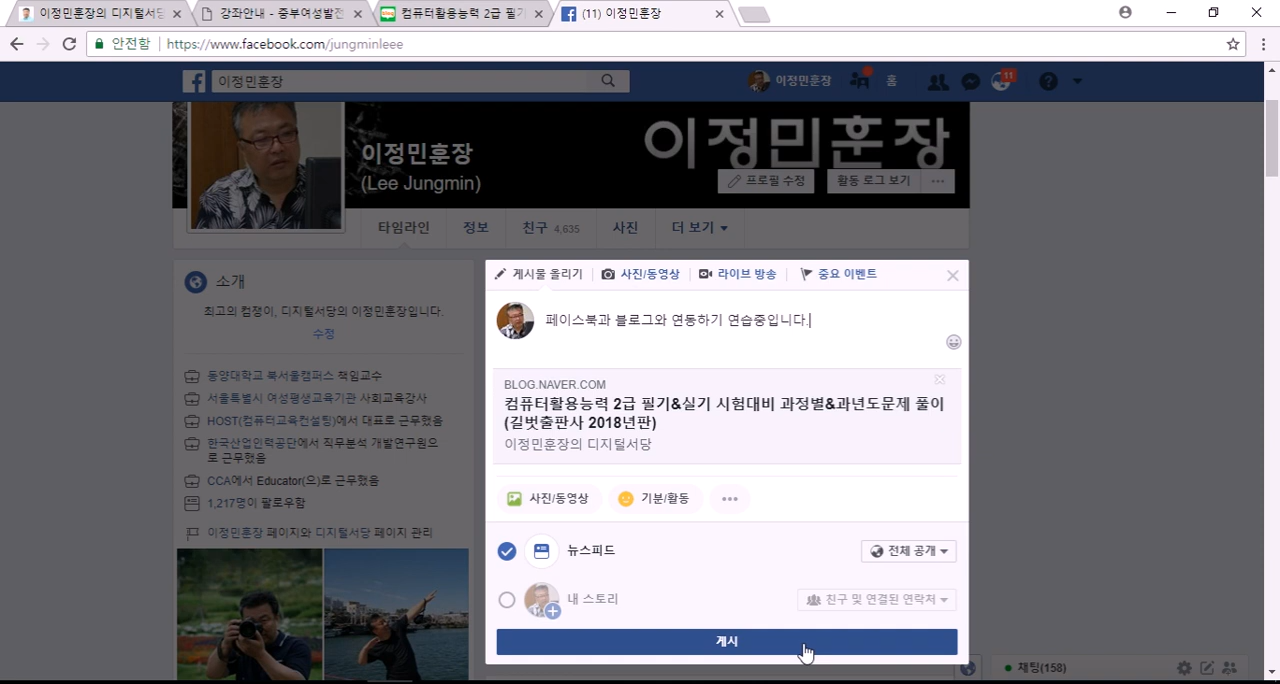 이정민훈장의 디지털서당
강좌안내 - 중부여성발전
컴퓨터활용능력 2급 필기
(11) 이정민훈장
안전함
https://www.facebook.com/jungminleee
이정민훈장
이정민훈장
홈
11
이정민훈장
이정민훈장
(Lee Jungmin)
프로필 수정
활동 로그 보기
타임라인
정보
친구 4,635
사진
더 보기
소개
최고의 컴쟁이, 디지털서당의 이정민훈장입니다.
수정
동양대학교 북서울캠퍼스 책임교수
서울특별시 여성평생교육기관 사회교육강사
HOST(컴퓨터교육컨설팅)에서 대표로 근무했음
한국산업인력공단에서 직무분석 개발연구원으
로 근무했음
CCA에서 Educator(으)로 근무했음
1,217명이 팔로우함
이정민훈장 페이지와 디지털서당 페이지 관리
게시물 올리기
사진/동영상
라이브 방송
중요 이벤트
페이스북과 블로그와 연동하기 연습중입니다.
BLOG.NAVER.COM
컴퓨터활용능력 2급 필기&실기 시험대비 과정별&과년도문제 풀이
(길벗출판사 2018년판)
이정민훈장의 디지털서당
사진/동영상
기분/활동
뉴스피드
전체 공개
내 스토리
친구 및 연결된 연락처
게시
채팅(158)